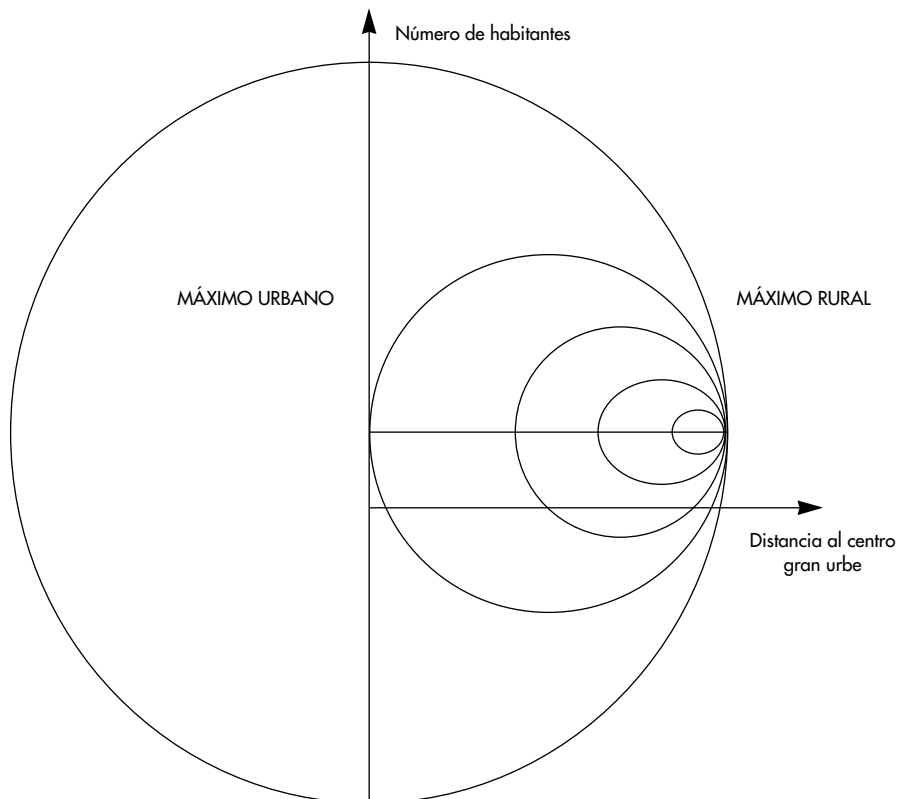 Número de habitantes
MÁXIMO URBANO
MÁXIMO RURAL
Distancia al centro
gran urbe